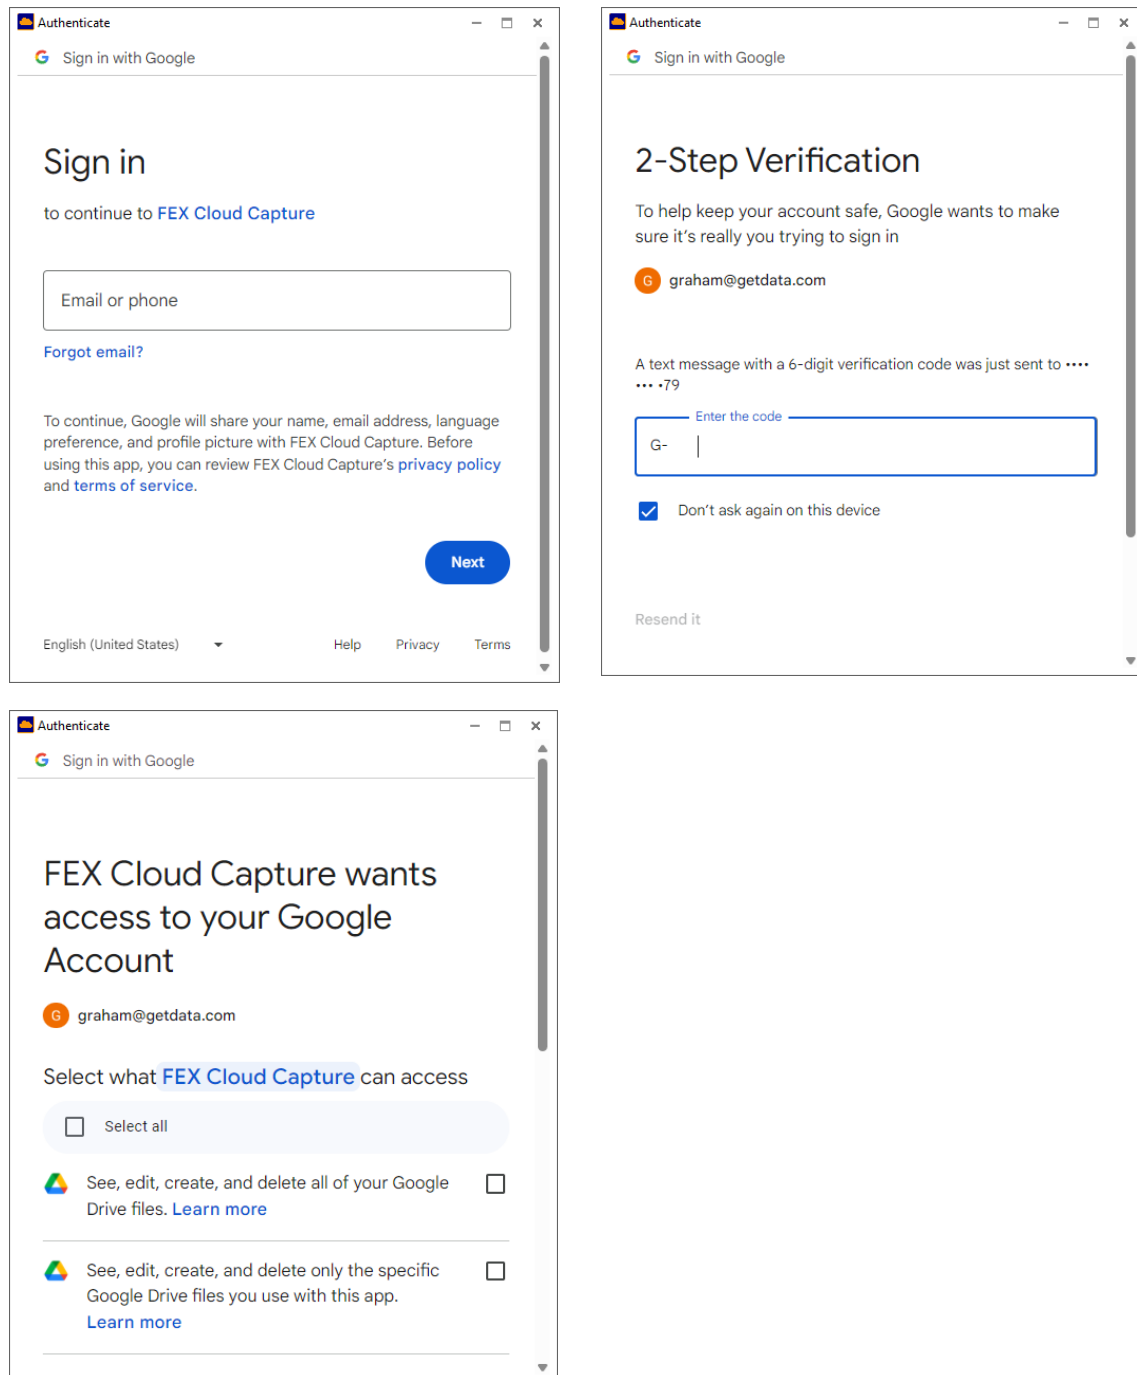 Authenticate
Sign in with Google
Sign in
to continue to FEX Cloud Capture
Email or phone
Forgot email?
To continue, Google will share your name, email address, language
preference, and profile picture with FEX Cloud Capture. Before
using this app, you can review FEX Cloud Capture's privacy policy
and terms of service.
Next
English (United States)
Help
Privacy
Terms
Authenticate
Sign in with Google
2-Step Verification
To help keep your account safe, Google wants to make
sure it's really you trying to sign in
G graham@getdata.com
A text message with a 6-digit verification code was just sent to ••••
••• •79
Enter the code
G-
Don't ask again on this device
Resend it
Authenticate
Sign in with Google
FEX Cloud Capture wants
access to your Google
Account
G graham@getdata.com
Select what FEX Cloud Capture can access
Select all
See, edit, create, and delete all of your Google
Drive files. Learn more
See, edit, create, and delete only the specific
Google Drive files you use with this app.
Learn more